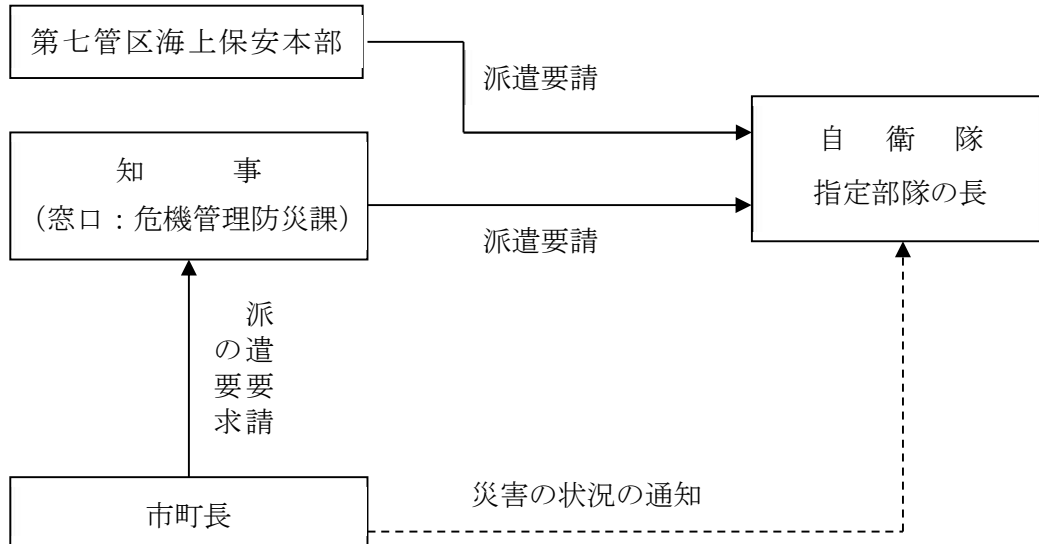 第七管区海上保安本部
派遣要請
自 衛 隊
指定部隊の長
知 事
（窓口：危機管理防災課）
派遣要請
派遣要請
の要求
災害の状況の通知
市町長